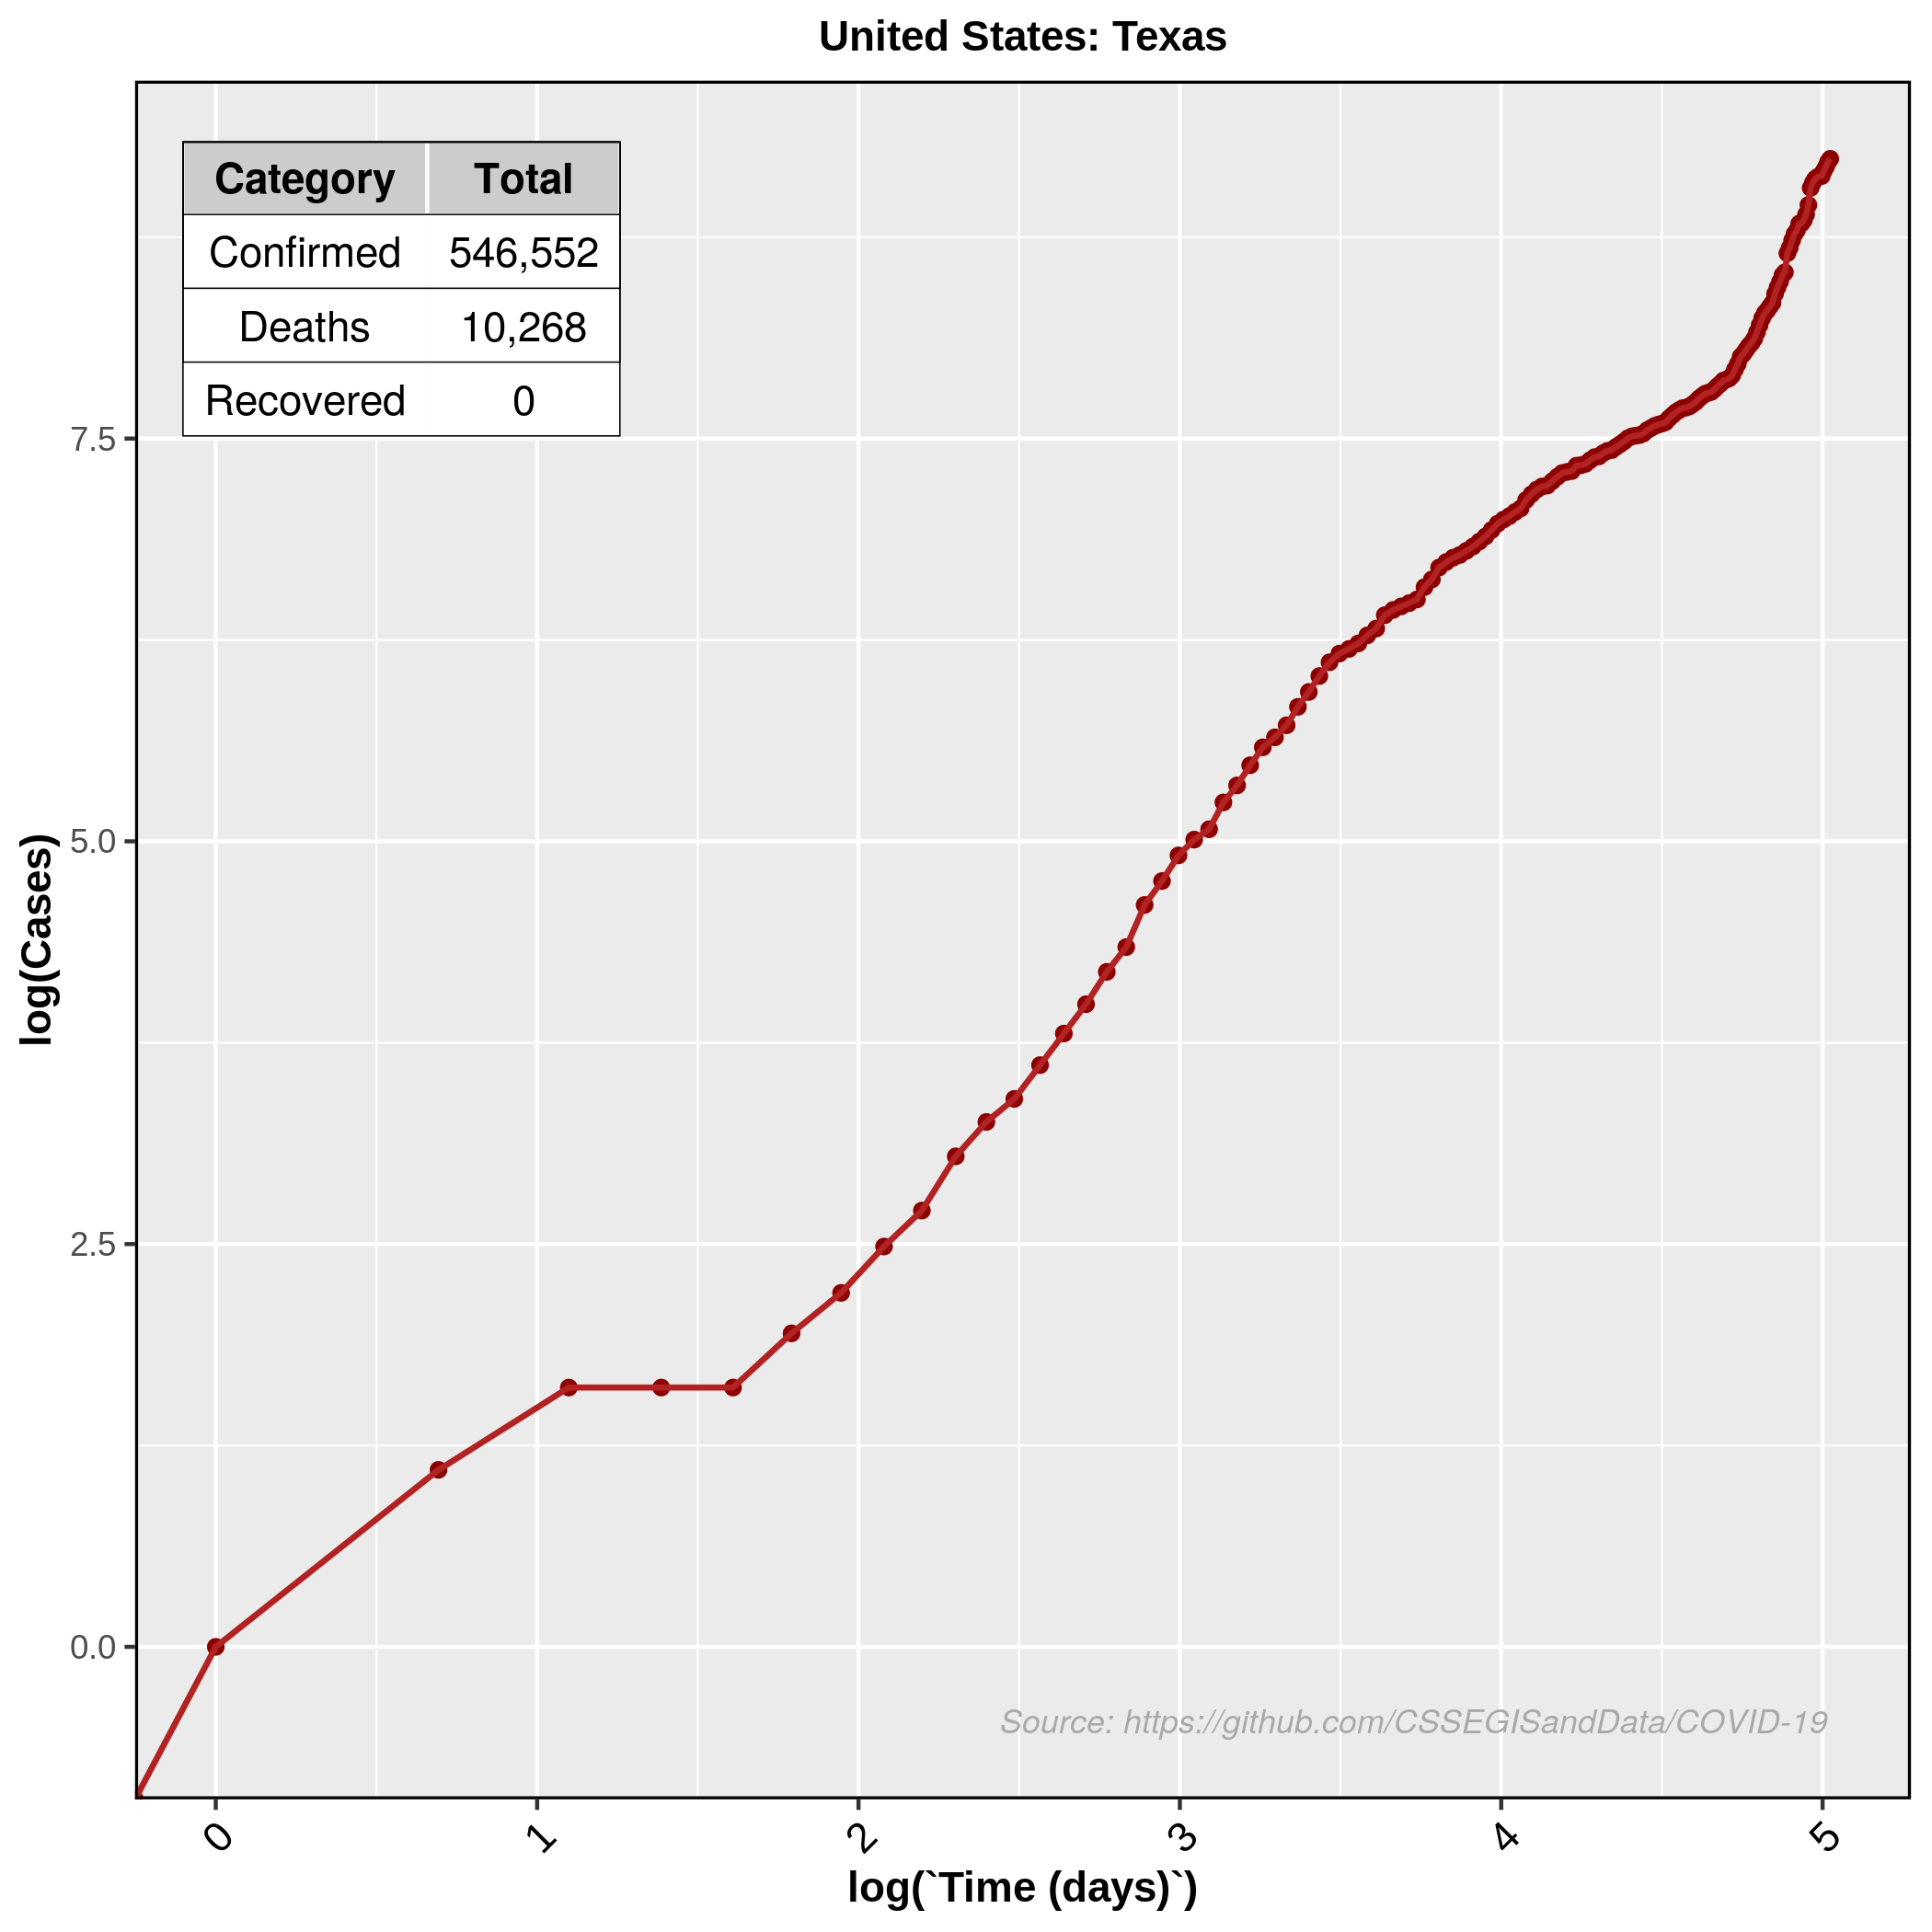 United States: Texas
Category Total
Confirmed 546,552
Deaths 10,268
Recovered 0
7.5
5.0
2.5
0.0
log(Cases)
Source: https://github.com/CSSEGISandData/COVID-19
0 1 2 3 4 5
log(`Time (days)`)